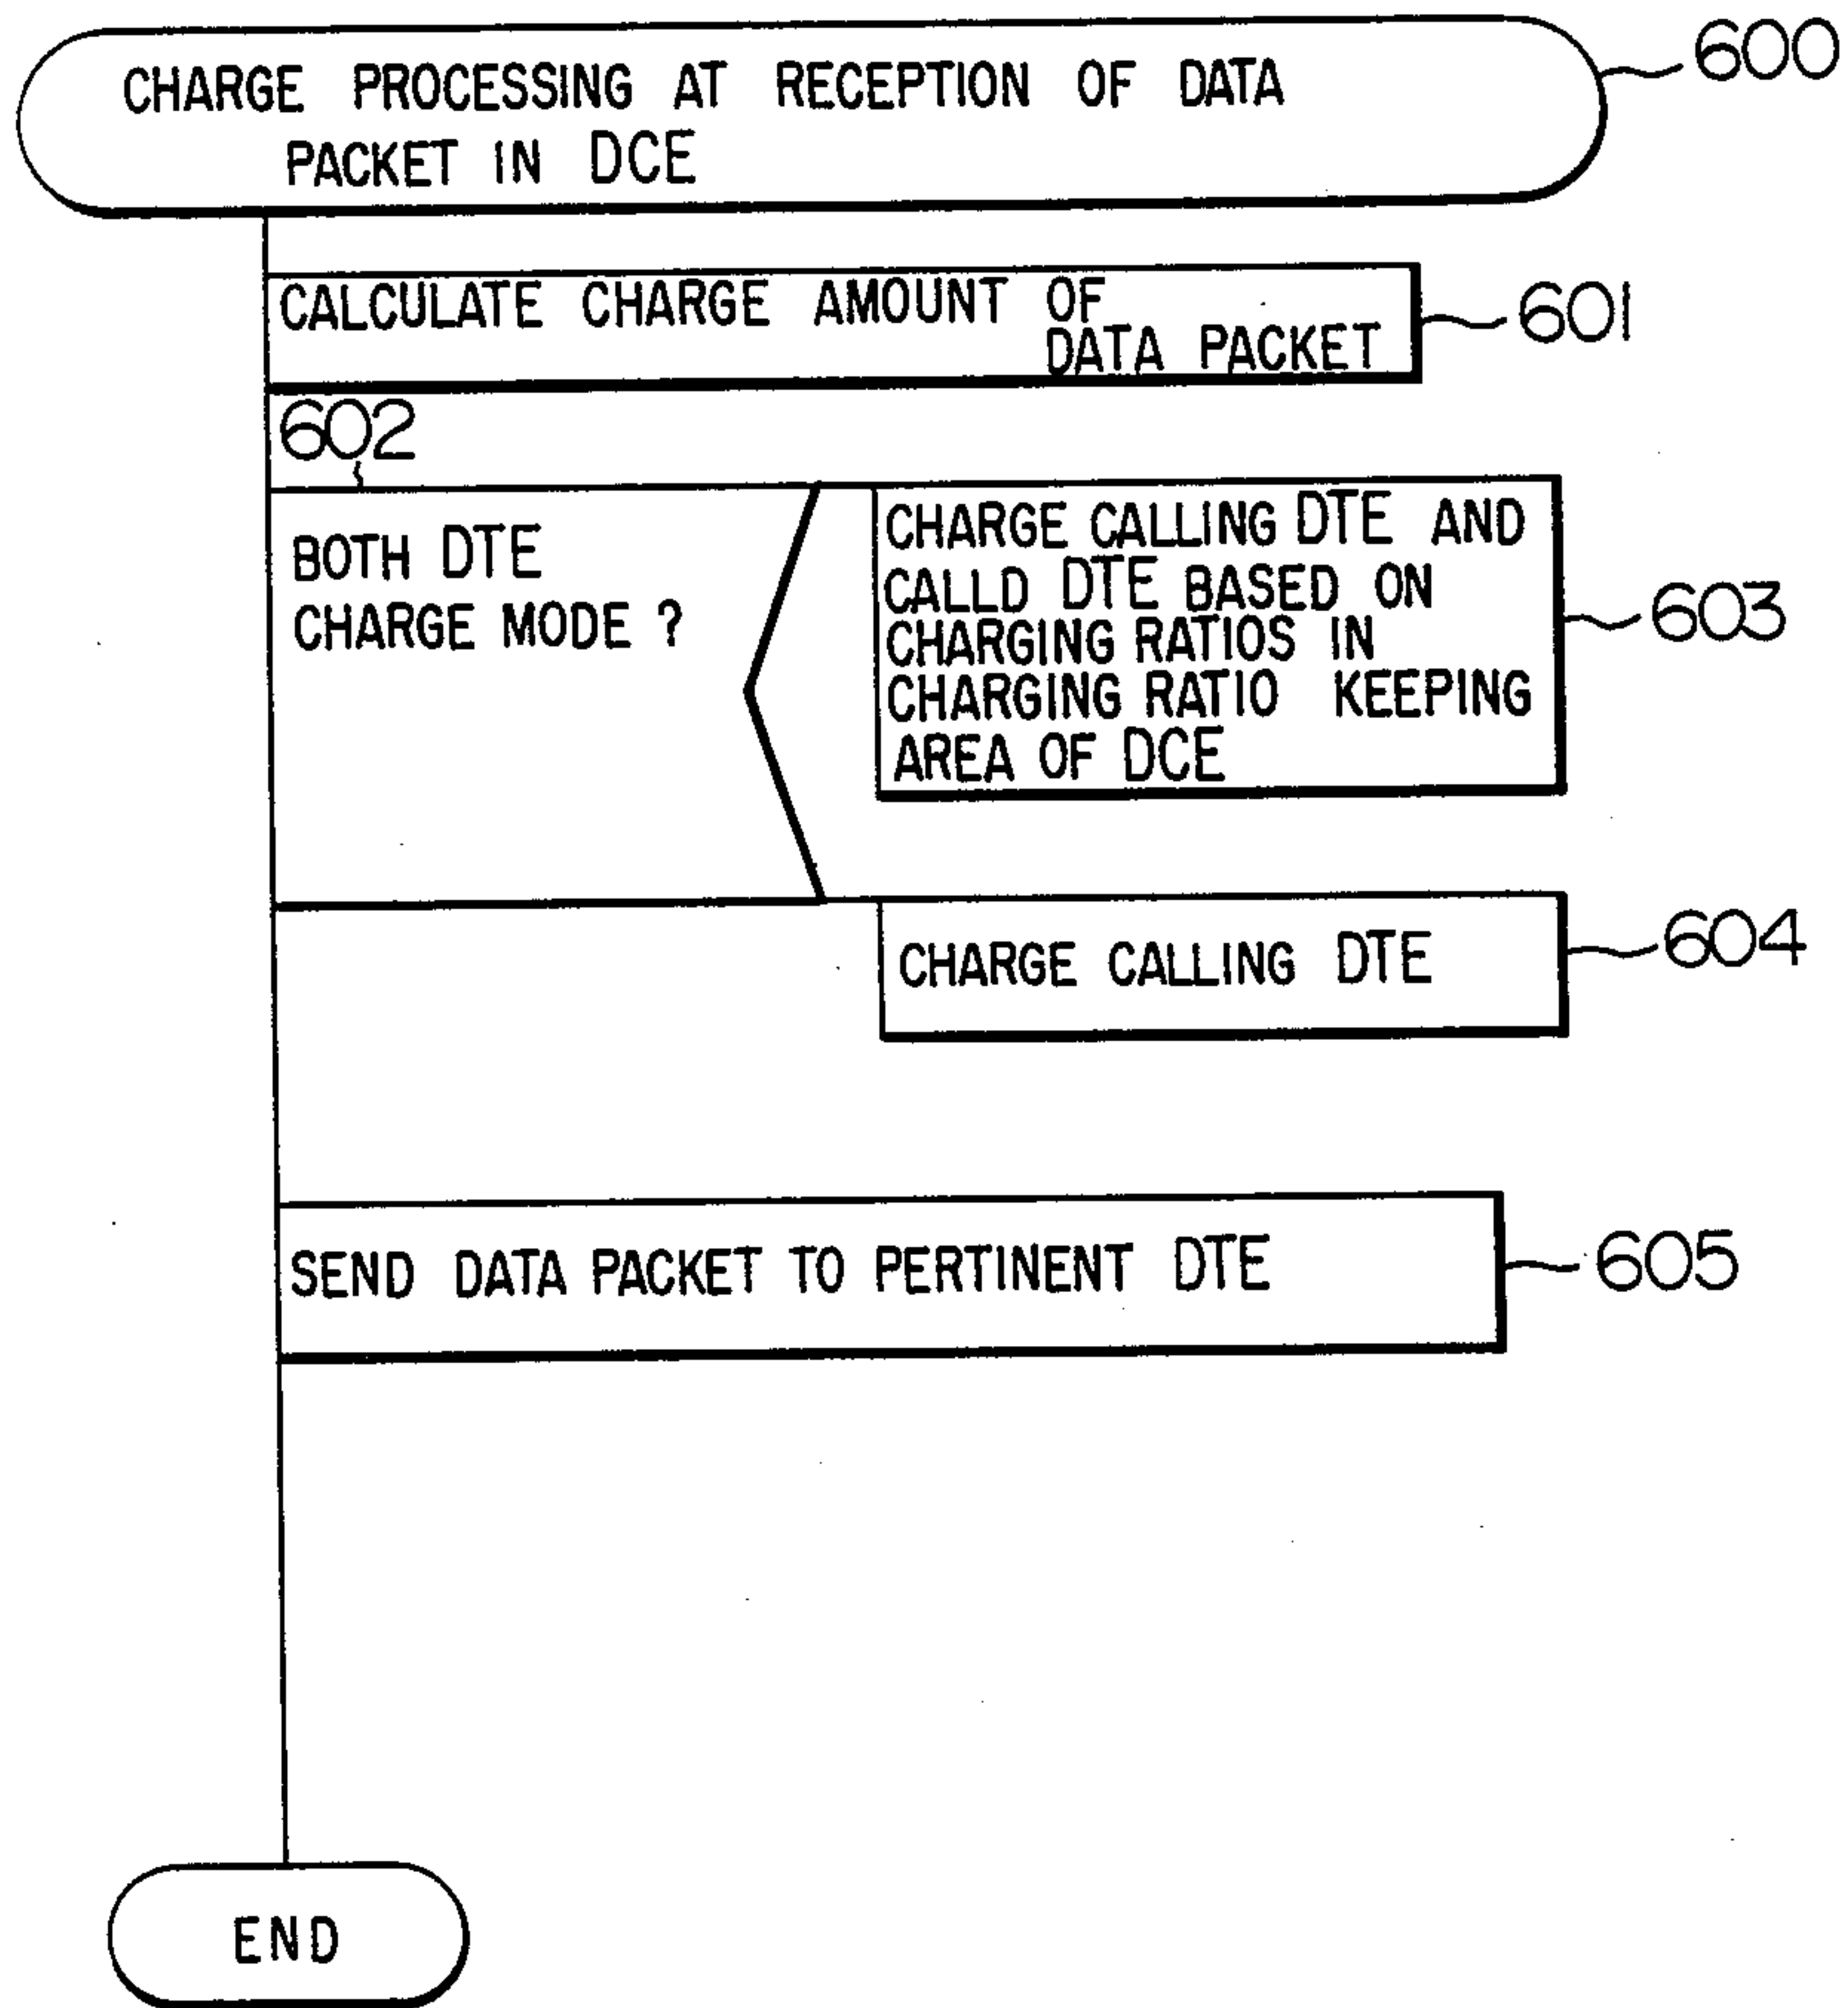 CHARGE PROCESSING AT RECEPTION OF DATA
PACKET IN DCE
600
CALCULATE CHARGE AMOUNT OF
DATA PACKET
601
602
BOTH DTE
CHARGE MODE ?
CHARGE CALLING DTE AND
CALLD DTE BASED ON
CHARGING RATIOS IN
CHARGING RATIO KEEPING
AREA OF DCE
603
CHARGE CALLING DTE
604
SEND DATA PACKET TO PERTINENT DTE
605
END